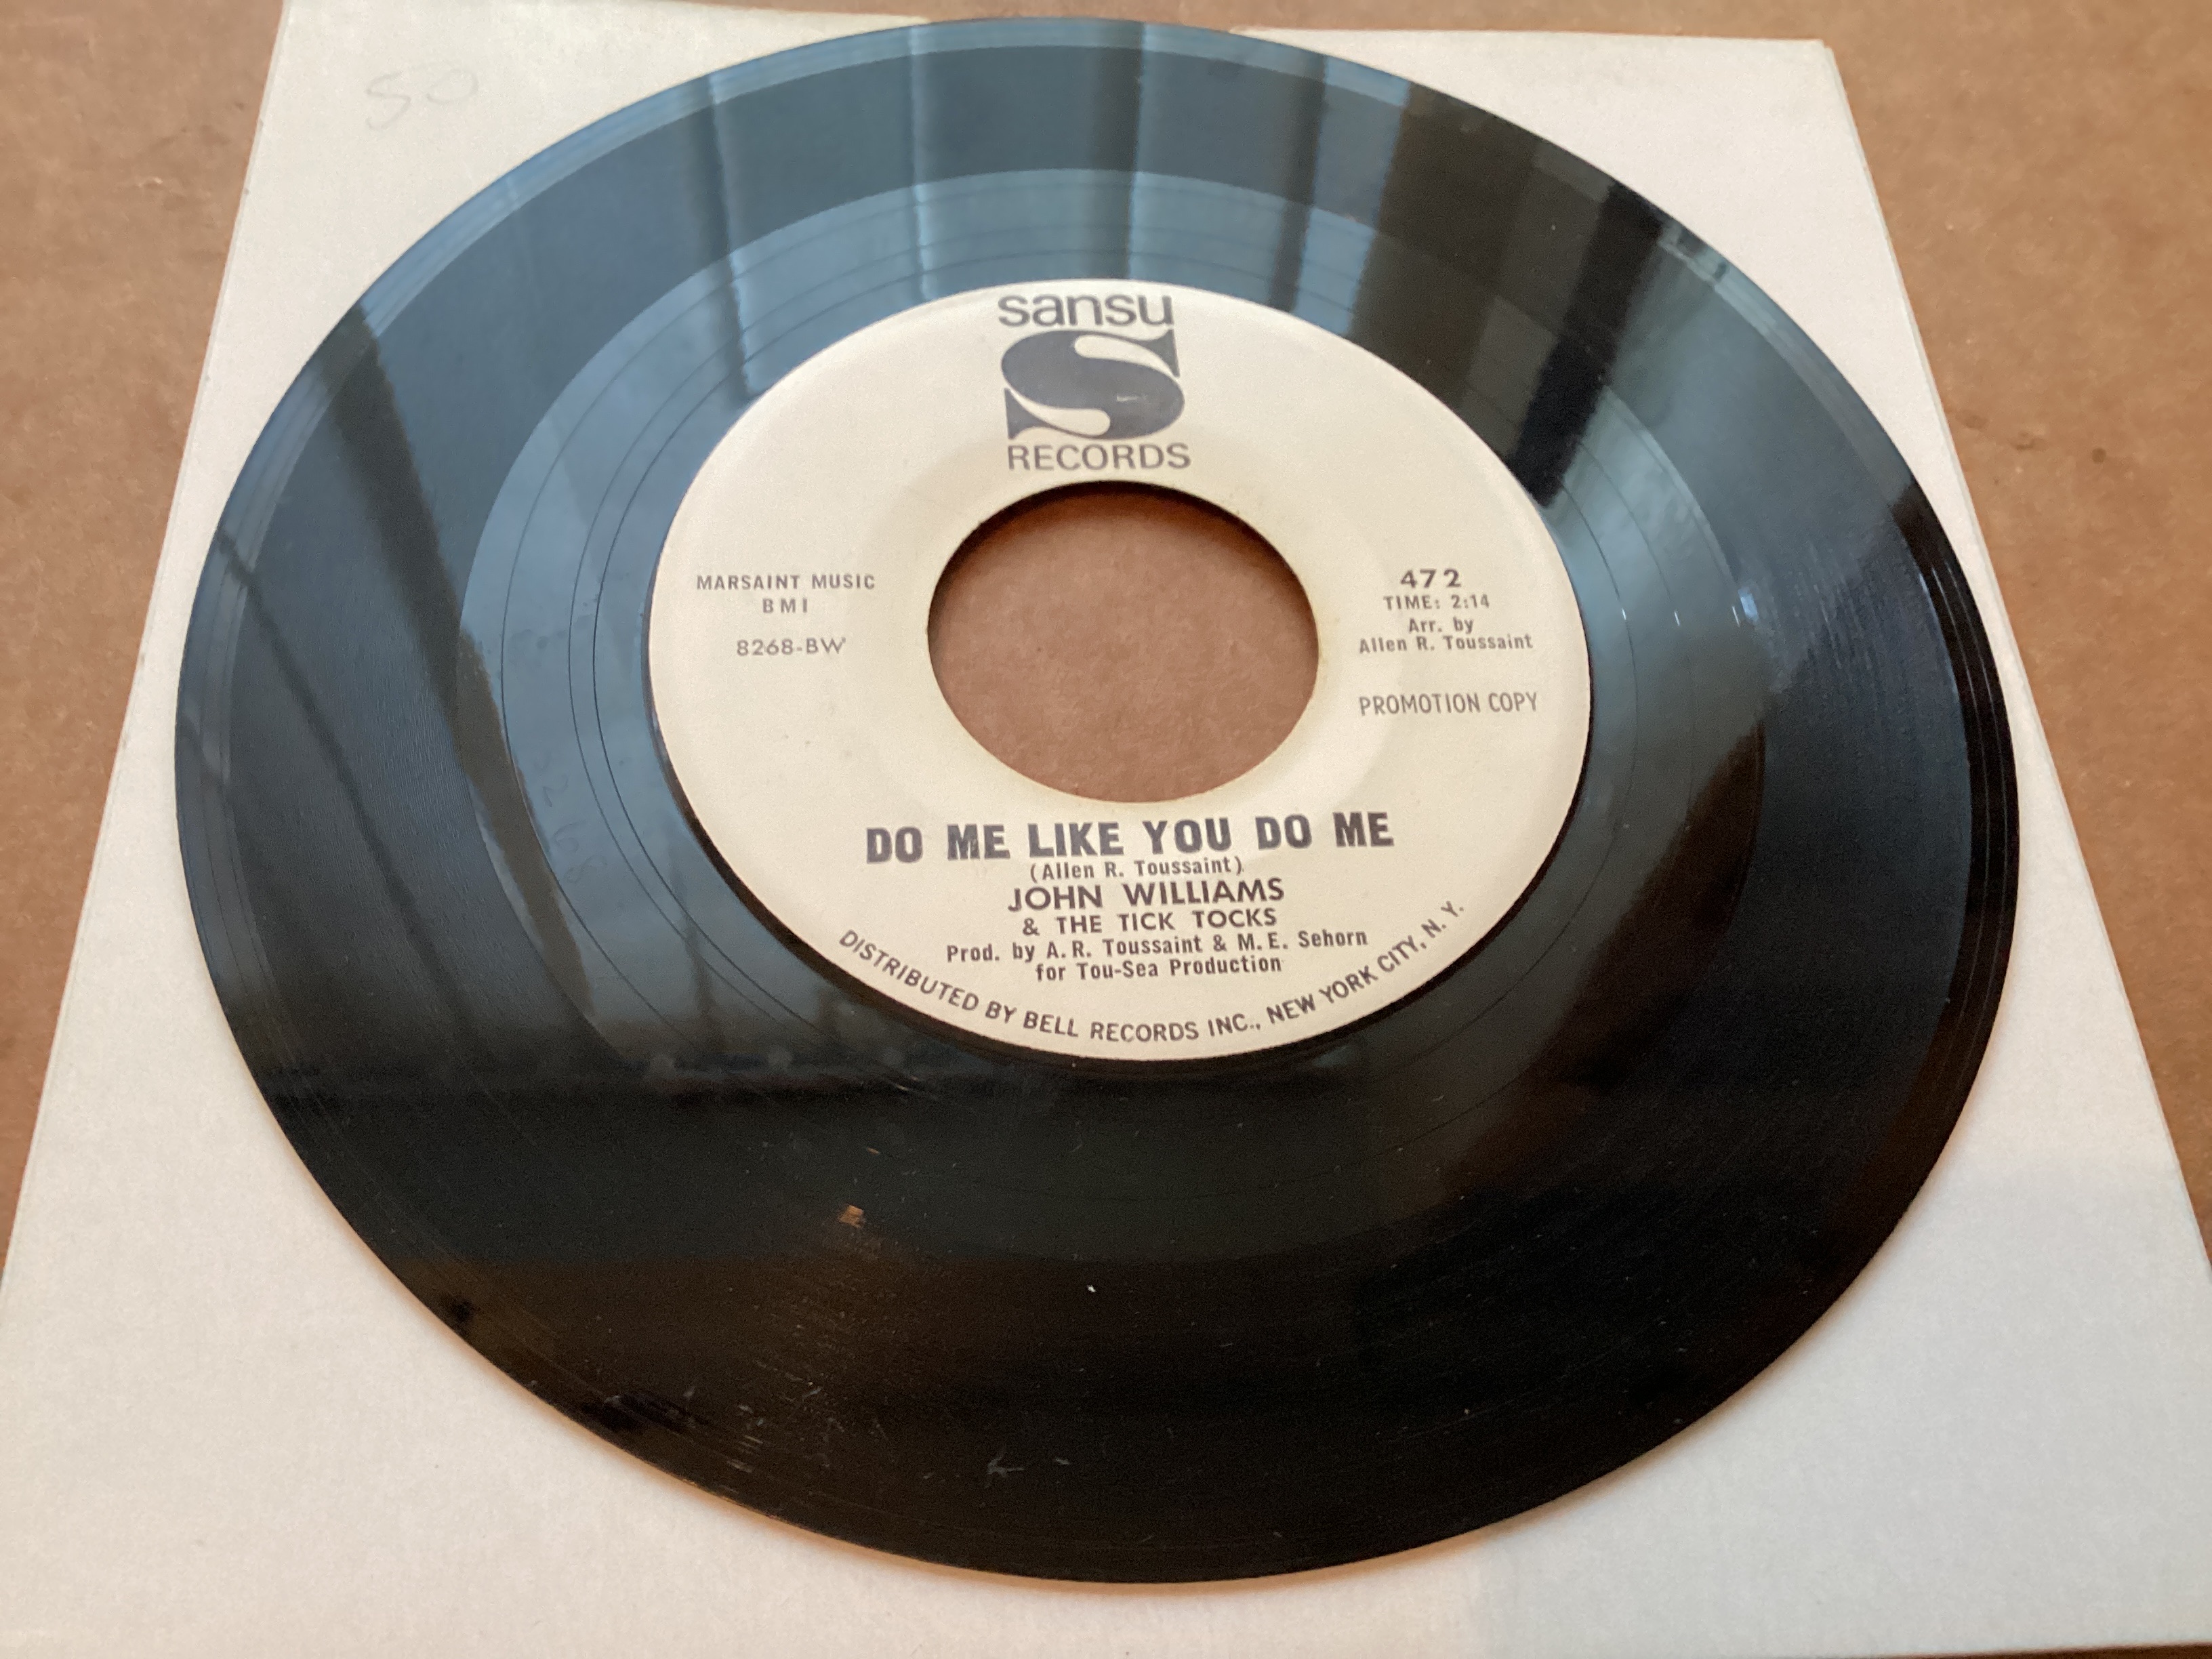 50
sansu
S
RECORDS
MARSAINT MUSIC
BMI
8268-BW
472
TIME: 2:14
Arr. by
Allen R. Toussaint
PROMOTION COPY
DO ME LIKE YOU DO ME
(Allen R. Toussaint)
JOHN WILLIAMS
& THE TICK TOCKS
Prod. by A. R. Toussaint & M. E. Sehorn
for Tou-Sea Production
DISTRIBUTED BY BELL RECORDS INC., NEW YORK CITY, N. Y.